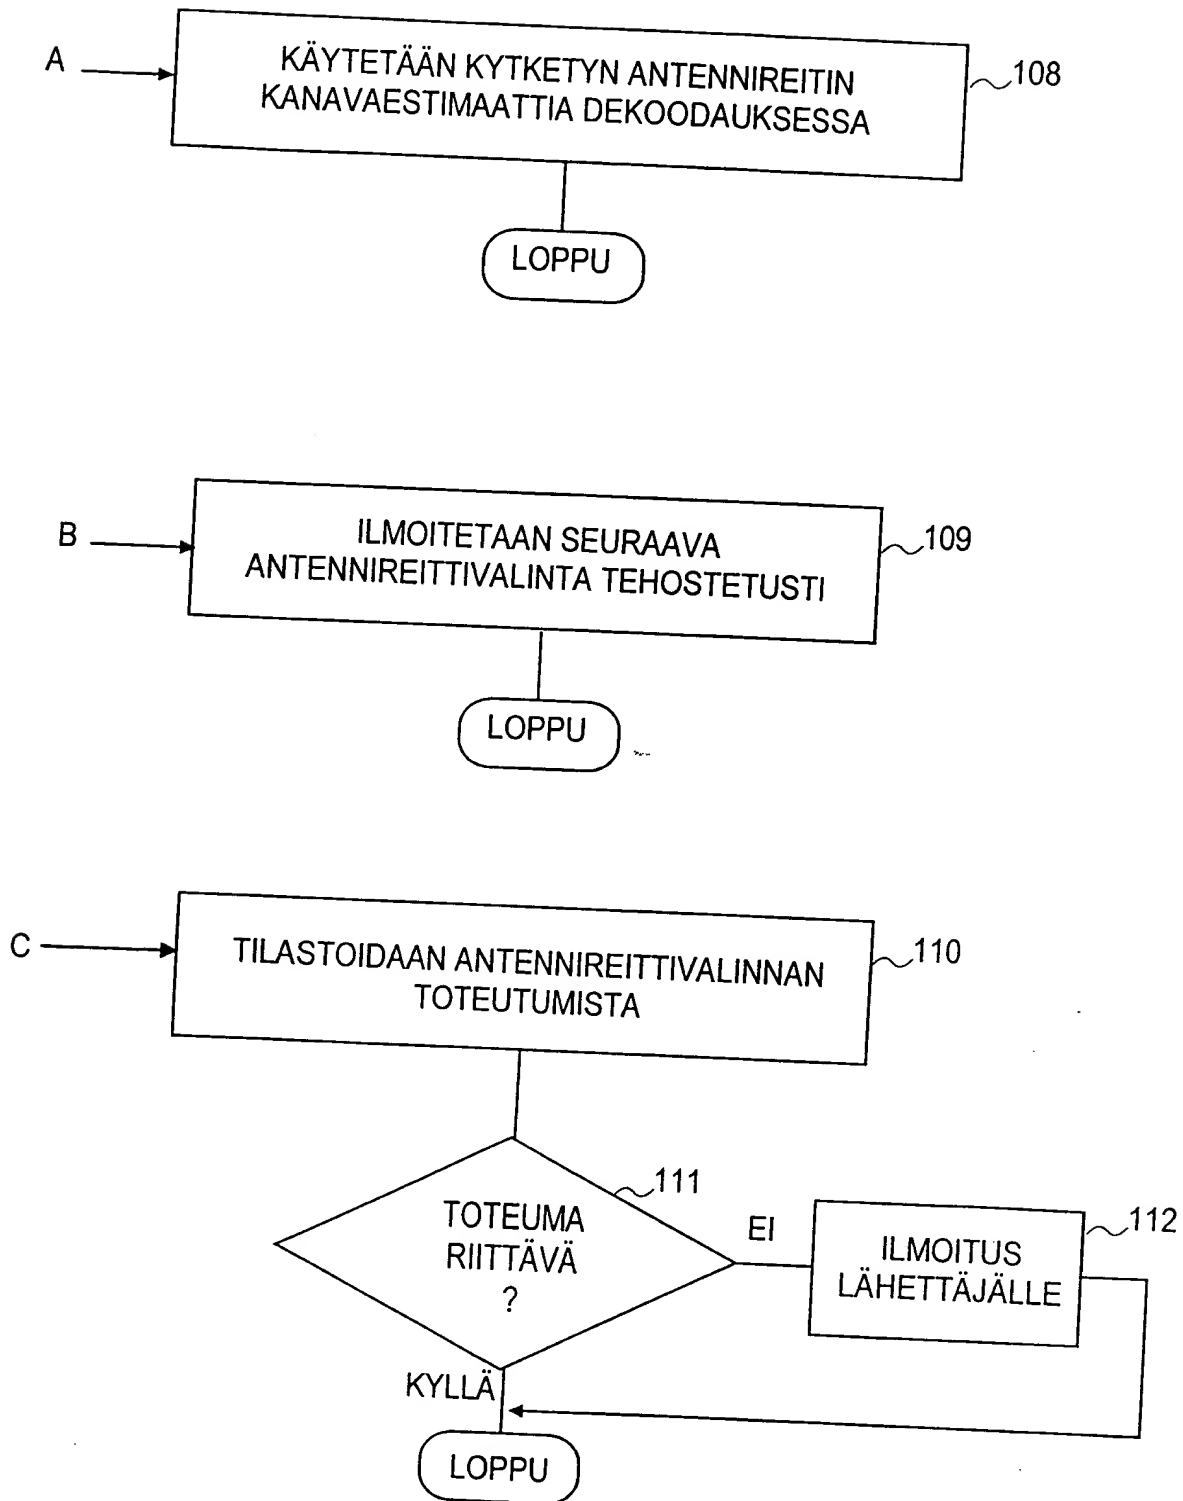 A
KÄYTETÄÄN KYTKETYN ANTENNIREITIN
KANAVAESTIMAATTIA DEKOODAUKSESSA
108
LOPPU
B
ILMOITETAAN SEURAAVA
ANTENNIREITTIVALINTA TEHOSTETUSTI
109
LOPPU
C
TILASTOIDAAN ANTENNIREITTIVALINNAN
TOTEUTUMISTA
110
TOTEUMA
RIITTÄVÄ
?
111
EI
ILMOITUS
LÄHETTÄJÄLLE
112
KYLLÄ
LOPPU